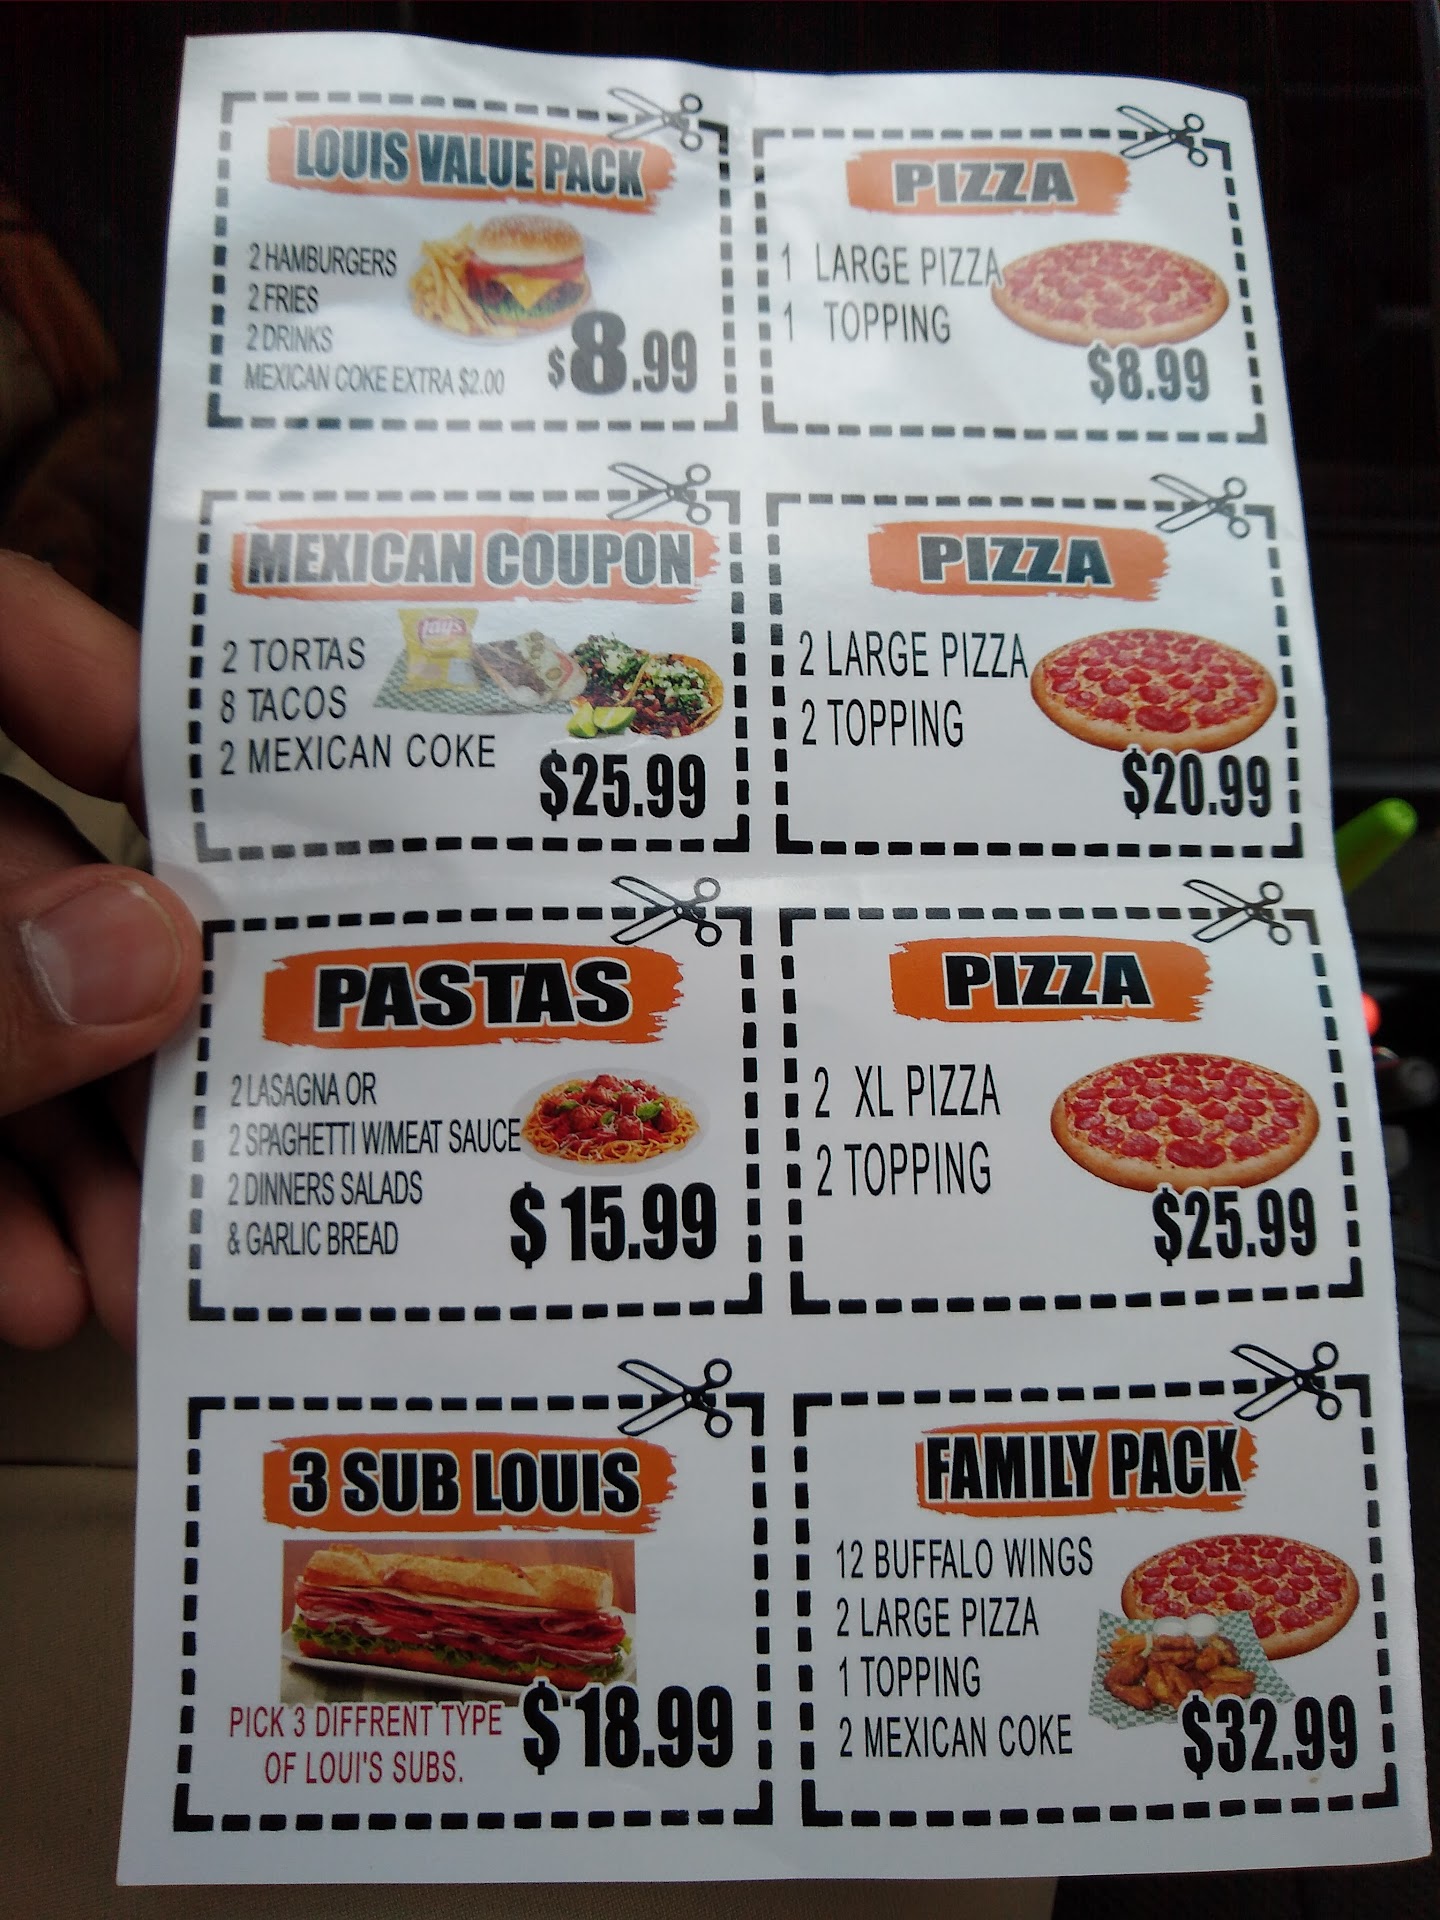 LOUIS VALUE PACK
2 HAMBURGERS
2 FRIES
2 DRINKS
MEXICAN COKE EXTRA $2.00
$8.99
PIZZA
1 LARGE PIZZA
1 TOPPING
$8.99
MEXICAN COUPON
Lay's
2 TORTAS
8 TACOS
2 MEXICAN COKE
$25.99
PIZZA
2 LARGE PIZZA
2 TOPPING
$20.99
PASTAS
2 LASAGNA OR
2 SPAGHETTI W/MEAT SAUCE
2 DINNERS SALADS
& GARLIC BREAD
$ 15.99
PIZZA
2 XL PIZZA
2 TOPPING
$25.99
3 SUB LOUIS
PICK 3 DIFFRENT TYPE
OF LOUI'S SUBS.
$ 18.99
FAMILY PACK
12 BUFFALO WINGS
2 LARGE PIZZA
1 TOPPING
2 MEXICAN COKE
$32.99